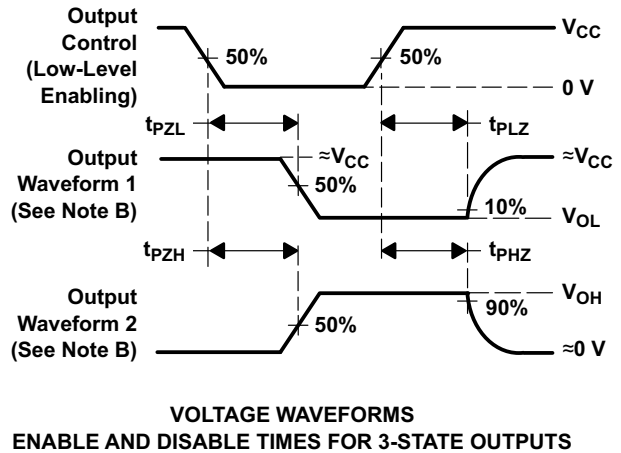 Output
Control
(Low-Level
Enabling)
50%
50%
VCC
0 V
tPZL
tPLZ
Output
Waveform 1
(See Note B)
≈VCC
50%
≈VCC
10%
VOL
tPZH
tPHZ
Output
Waveform 2
(See Note B)
50%
VOH
90%
≈0 V
VOLTAGE WAVEFORMS
ENABLE AND DISABLE TIMES FOR 3-STATE OUTPUTS